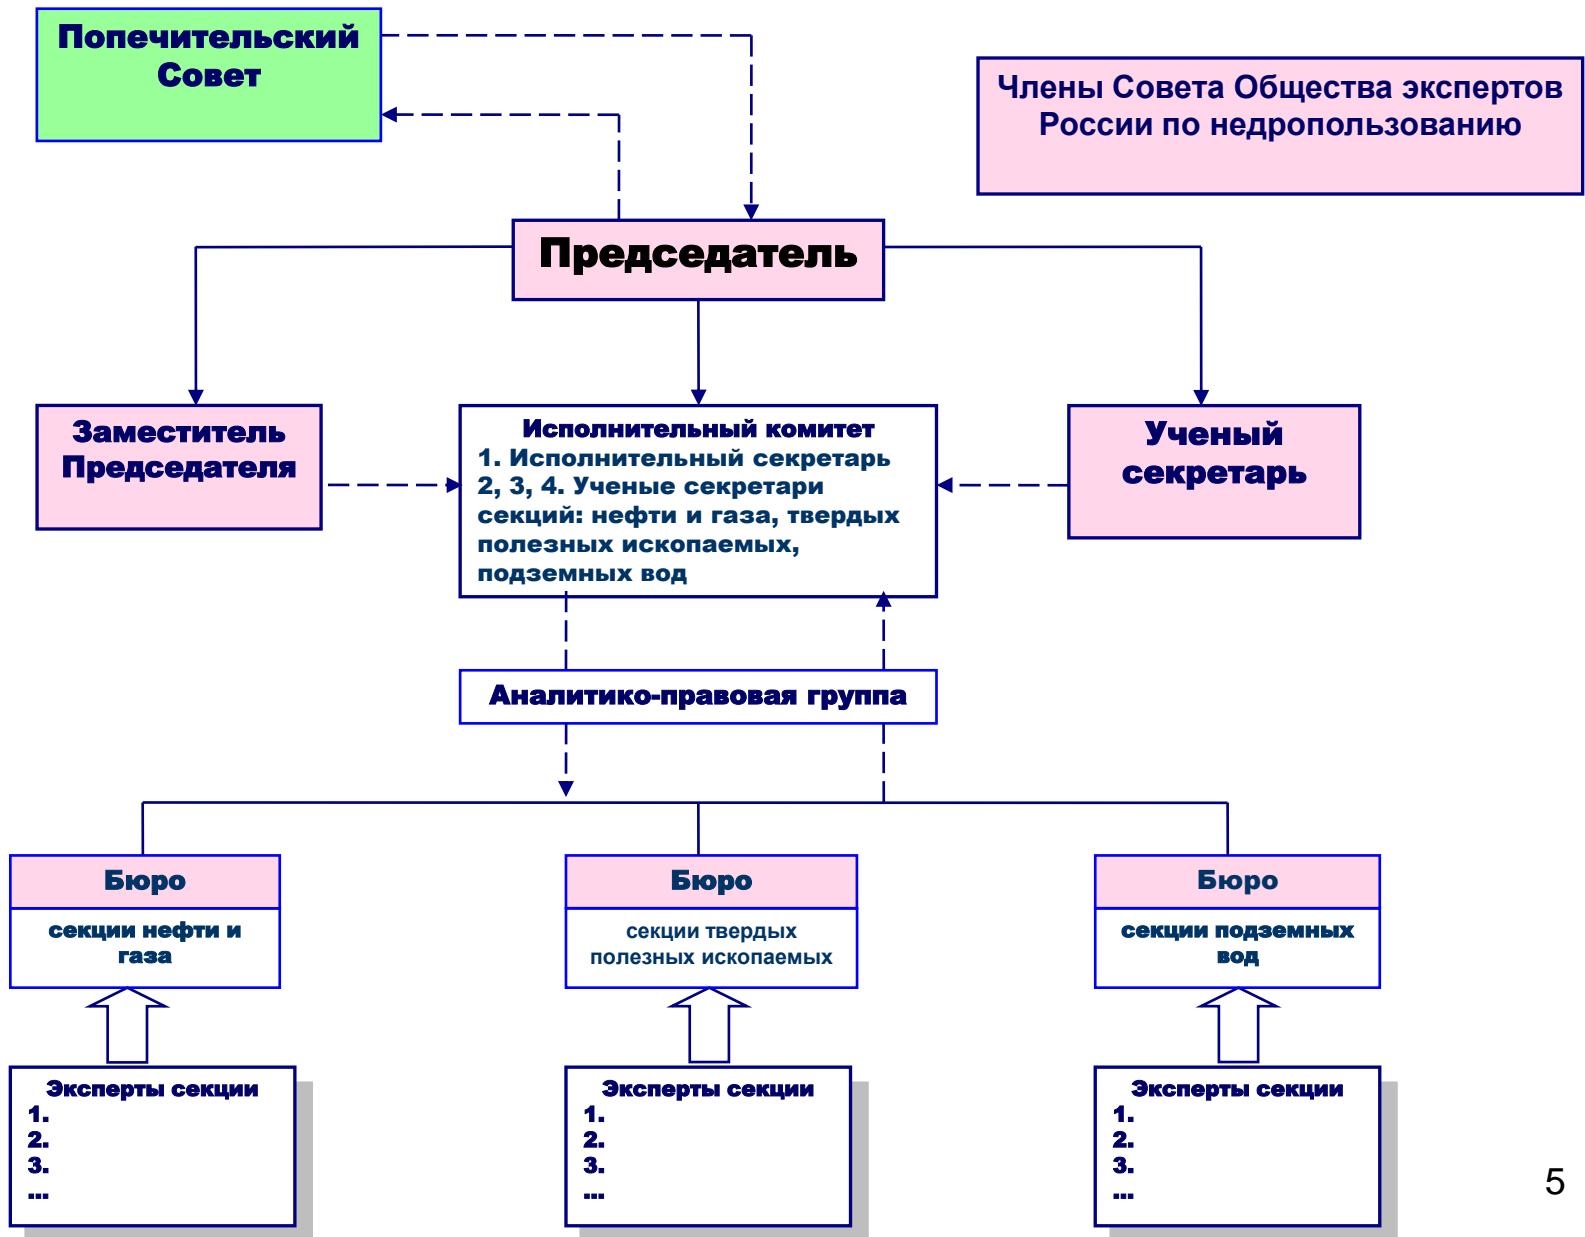 Попечительский
Совет
Члены Совета Общества экспертов
России по недропользованию
Председатель
Заместитель
Председателя
Исполнительный комитет
1. Исполнительный секретарь
2, 3, 4. Ученые секретари
секций: нефти и газа, твердых
полезных ископаемых,
подземных вод
Ученый
секретарь
Аналитико-правовая группа
Бюро
секции нефти и
газа
Бюро
секции твердых
полезных ископаемых
Бюро
секции подземных
вод
Эксперты секции
1.
2.
3.
...
Эксперты секции
1.
2.
3.
...
Эксперты секции
1.
2.
3.
...
5